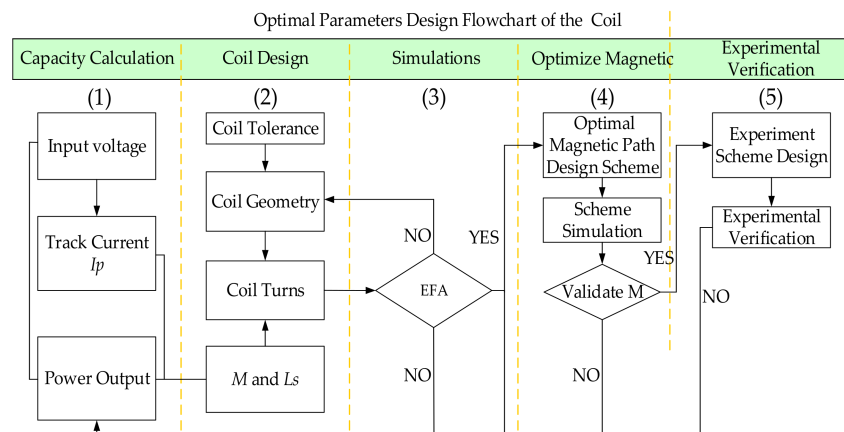 Optimal Parameters Design Flowchart of the Coil
Capacity Calculation
Coil Design
Simulations
Optimize Magnetic
Experimental
Verification
(1)
(2)
(3)
(4)
(5)
Input voltage
Track Current
Ip
Power Output
Coil Tolerance
Coil Geometry
Coil Turns
M and Ls
NO
EFA
NO
YES
Optimal
Magnetic Path
Design Scheme
Scheme
Simulation
Validate M
YES
NO
Experiment
Scheme Design
Experimental
Verification
NO